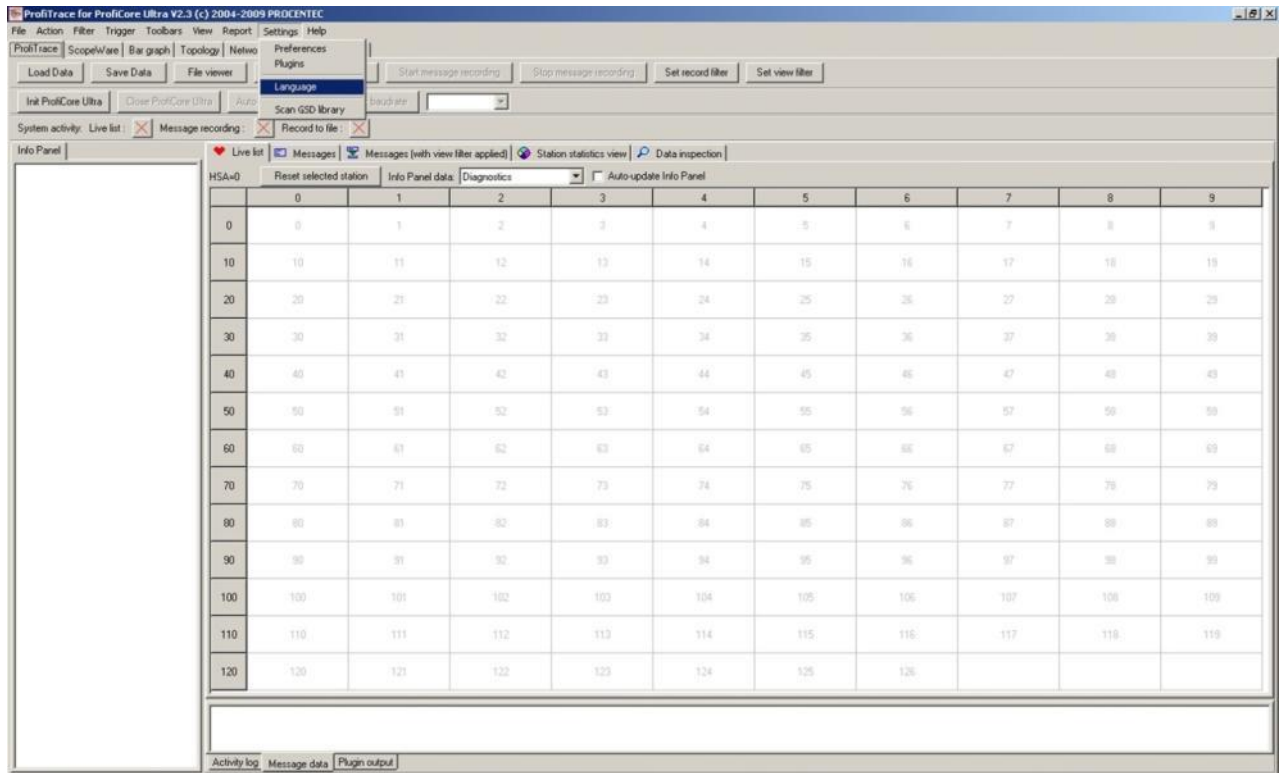 ProfiTrace for ProfiCore Ultra V2.3 (c) 2004-2009 PROCENTEC
File Action Filter Trigger Toolbars View Report Settings Help
ProfiTrace ScopeWare Bar graph Topology Netwo
Preferences
Plugins
Language
Scan GSD library
Load Data Save Data File viewer Start message recording Stop message recording Set record filter Set view filter
Init ProfiCore Ultra Close ProfiCore Ultra Auto baudrate
System activity: Live list : Message recording : Record to file :
Info Panel
Live list Messages Messages (with view filter applied) Station statistics view Data inspection
HSA=0 Reset selected station Info Panel data: Diagnostics Auto-update Info Panel
0 1 2 3 4 5 6 7 8 9
0 0 1 2 3 4 5 6 7 8 9
10 10 11 12 13 14 15 16 17 18 19
20 20 21 22 23 24 25 26 27 28 29
30 30 31 32 33 34 35 36 37 38 39
40 40 41 42 43 44 45 46 47 48 49
50 50 51 52 53 54 55 56 57 58 59
60 60 61 62 63 64 65 66 67 68 69
70 70 71 72 73 74 75 76 77 78 79
80 80 81 82 83 84 85 86 87 88 89
90 90 91 92 93 94 95 96 97 98 99
100 100 101 102 103 104 105 106 107 108 109
110 110 111 112 113 114 115 116 117 118 119
120 120 121 122 123 124 125 126
Activity log Message data Plugin output